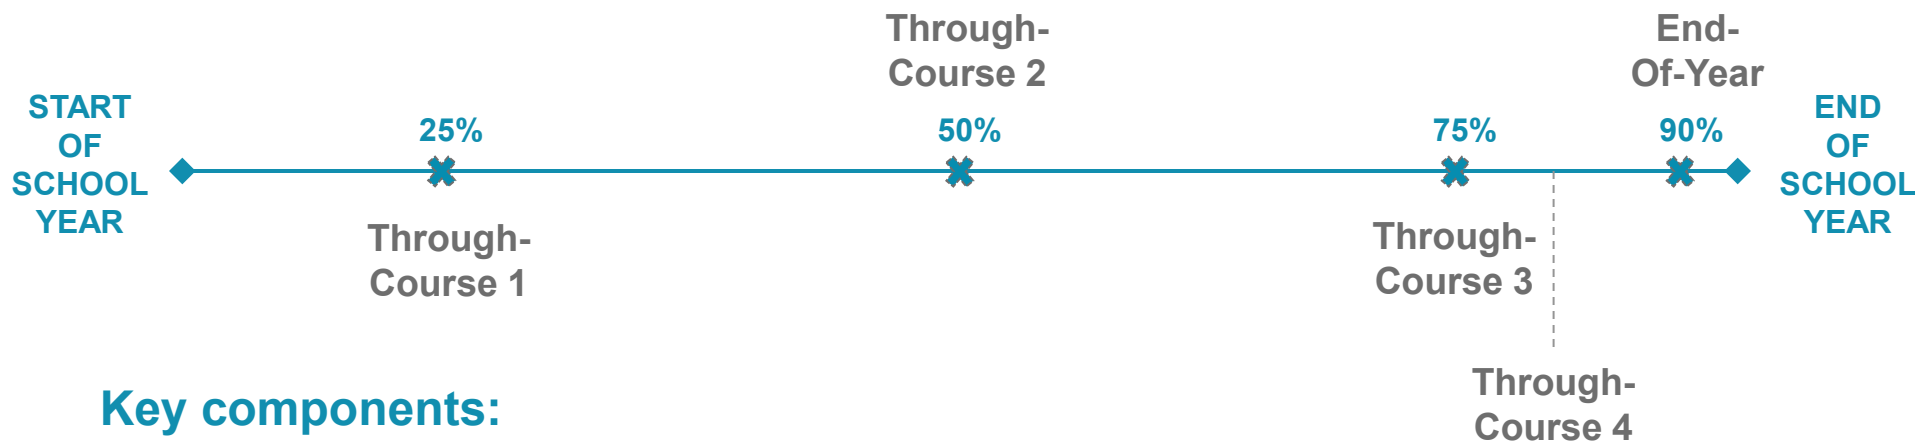 START
OF
SCHOOL
YEAR
25%
Through-
Course 1
Through-
Course 2
50%
75%
Through-
Course 3
Through-
Course 4
End-
Of-Year
90%
END
OF
SCHOOL
YEAR
Key components: